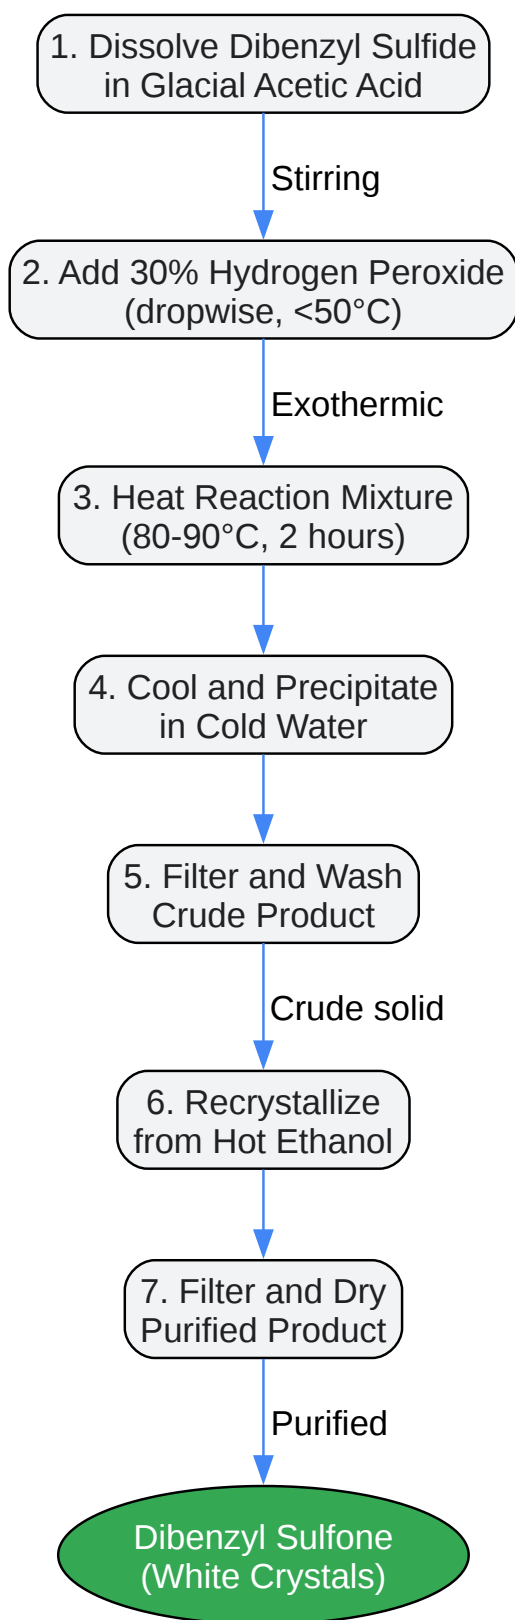 1. Dissolve Dibenzyl Sulfide
in Glacial Acetic Acid
Stirring
2. Add 30% Hydrogen Peroxide
(dropwise, <50°C)
Exothermic
3. Heat Reaction Mixture
(80-90°C, 2 hours)
4. Cool and Precipitate
in Cold Water
5. Filter and Wash
Crude Product
Crude solid
6. Recrystallize
from Hot Ethanol
7. Filter and Dry
Purified Product
Purified
Dibenzyl Sulfone
(White Crystals)